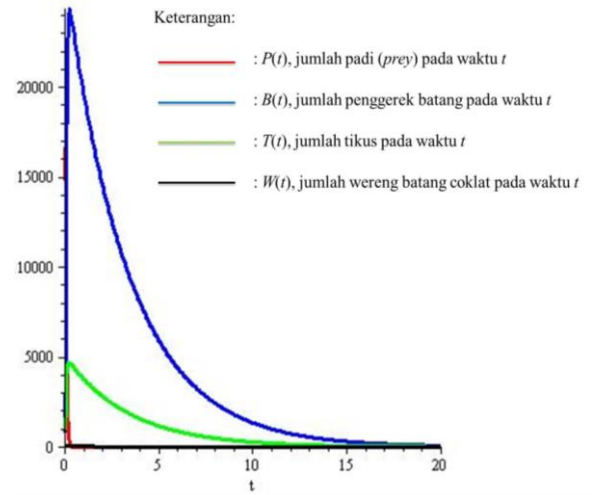 Keterangan:
: P(t), jumlah padi (prey) pada waktu t
: B(t), jumlah penggerek batang pada waktu t
: T(t), jumlah tikus pada waktu t
: W(t), jumlah wereng batang coklat pada waktu t
20000
15000
10000
5000
0
0 5 10 15 20
t